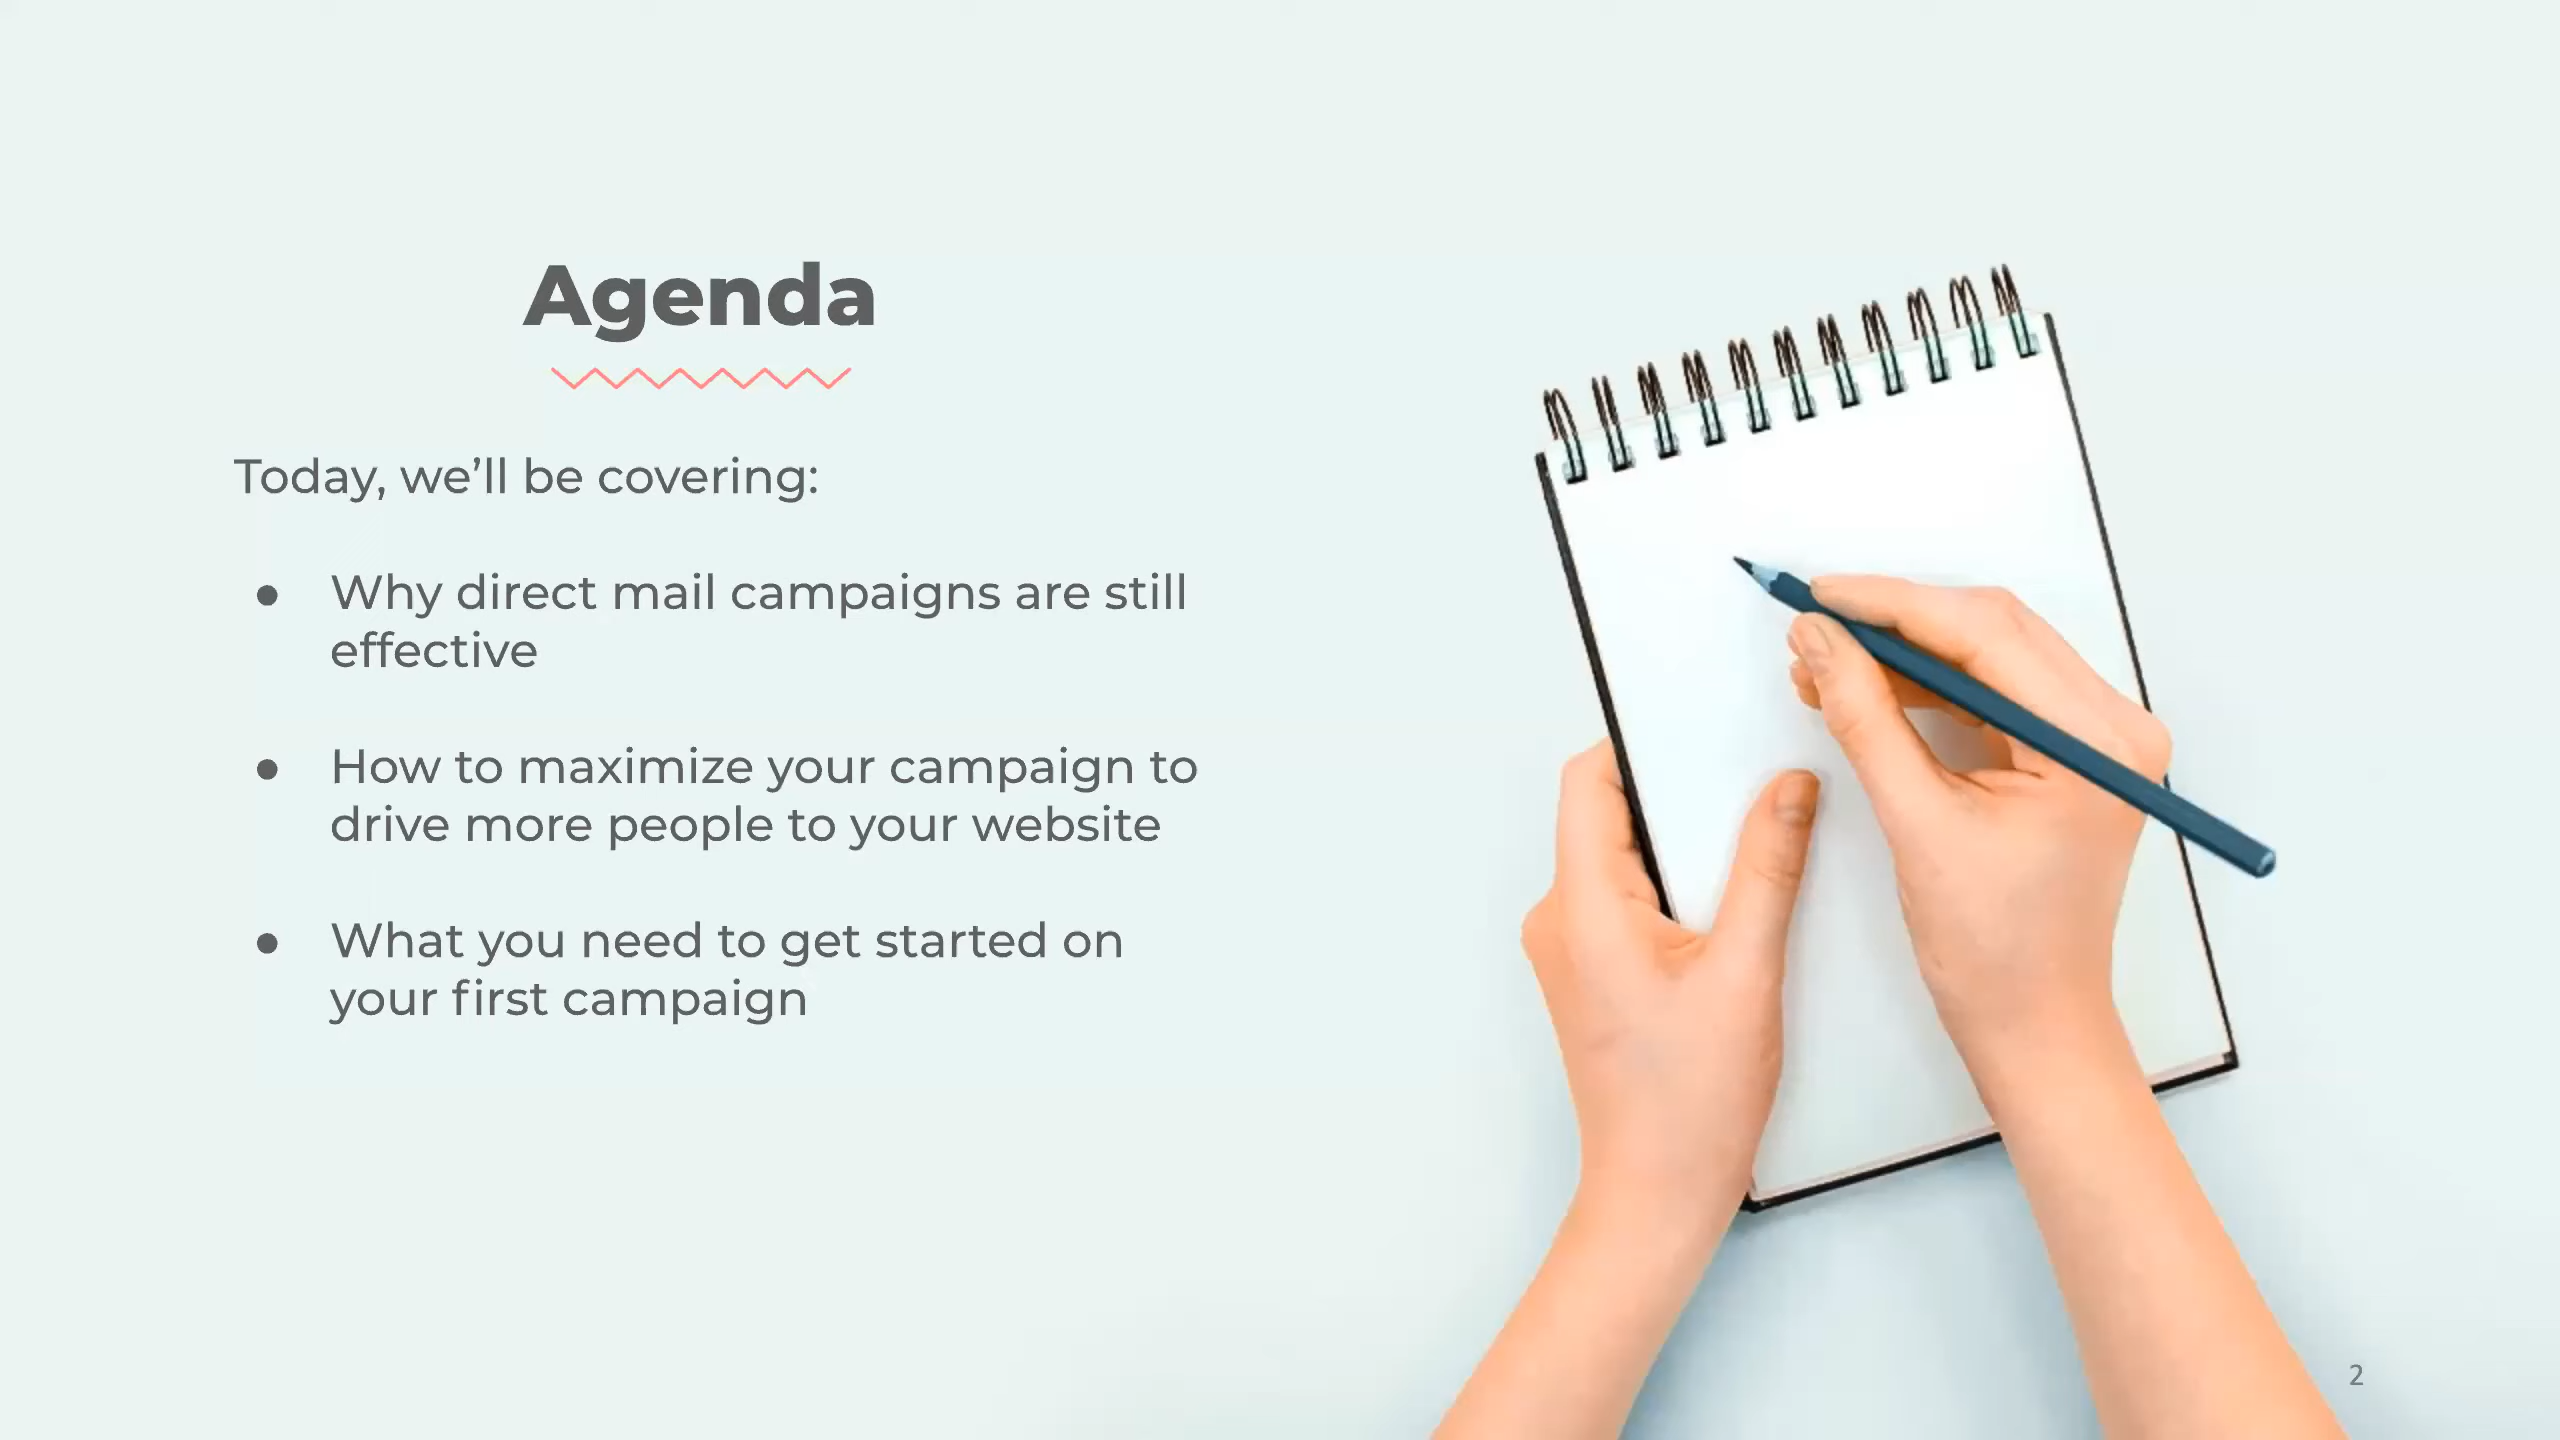 Agenda
Today, we’ll be covering:
● Why direct mail campaigns are still
effective
● How to maximize your campaign to
drive more people to your website
● What you need to get started on
your first campaign
2